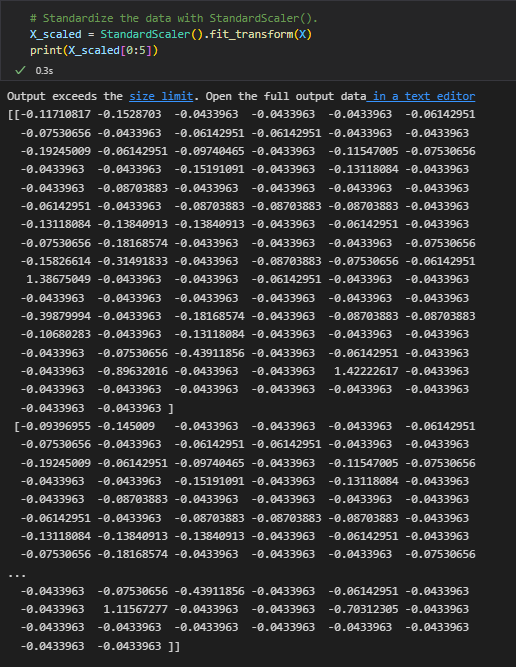 # Standardize the data with StandardScaler().
X_scaled = StandardScaler().fit_transform(X)
print(X_scaled[0:5])
0.3s
Output exceeds the size limit. Open the full output data in a text editor
[[-0.11710817 -0.1528703  -0.0433963  -0.0433963  -0.0433963  -0.06142951
-0.07530656 -0.0433963  -0.06142951 -0.06142951 -0.0433963  -0.0433963
-0.19245009 -0.06142951 -0.09740465 -0.0433963  -0.11547005 -0.07530656
-0.0433963  -0.0433963  -0.15191091 -0.0433963  -0.13118084 -0.0433963
-0.0433963  -0.08703883 -0.0433963  -0.0433963  -0.0433963  -0.0433963
-0.06142951 -0.0433963  -0.08703883 -0.08703883 -0.08703883 -0.0433963
-0.13118084 -0.13840913 -0.13840913 -0.0433963  -0.06142951 -0.0433963
-0.07530656 -0.18168574 -0.0433963  -0.0433963  -0.0433963  -0.07530656
-0.15826614 -0.31491833 -0.0433963  -0.08703883 -0.07530656 -0.06142951
1.38675049 -0.0433963  -0.0433963  -0.06142951 -0.0433963  -0.0433963
-0.0433963  -0.0433963  -0.0433963  -0.0433963  -0.0433963  -0.0433963
-0.39879994 -0.0433963  -0.18168574 -0.0433963  -0.08703883 -0.08703883
-0.10680283 -0.0433963  -0.13118084 -0.0433963  -0.0433963  -0.0433963
-0.0433963  -0.07530656 -0.43911856 -0.0433963  -0.06142951 -0.0433963
-0.0433963  -0.89632016 -0.0433963  -0.0433963   1.42222617 -0.0433963
-0.0433963  -0.0433963  -0.0433963  -0.0433963  -0.0433963  -0.0433963
-0.0433963  -0.0433963 ]
[-0.09396955 -0.145009   -0.0433963  -0.0433963  -0.0433963  -0.06142951
-0.07530656 -0.0433963  -0.06142951 -0.06142951 -0.0433963  -0.0433963
-0.19245009 -0.06142951 -0.09740465 -0.0433963  -0.11547005 -0.07530656
-0.0433963  -0.0433963  -0.15191091 -0.0433963  -0.13118084 -0.0433963
-0.0433963  -0.08703883 -0.0433963  -0.0433963  -0.0433963  -0.0433963
-0.06142951 -0.0433963  -0.08703883 -0.08703883 -0.08703883 -0.0433963
-0.13118084 -0.13840913 -0.13840913 -0.0433963  -0.06142951 -0.0433963
-0.07530656 -0.18168574 -0.0433963  -0.0433963  -0.0433963  -0.07530656
...
-0.0433963  -0.07530656 -0.43911856 -0.0433963  -0.06142951 -0.0433963
-0.0433963   1.11567277 -0.0433963  -0.0433963  -0.70312305 -0.0433963
-0.0433963  -0.0433963  -0.0433963  -0.0433963  -0.0433963  -0.0433963
-0.0433963  -0.0433963 ]]